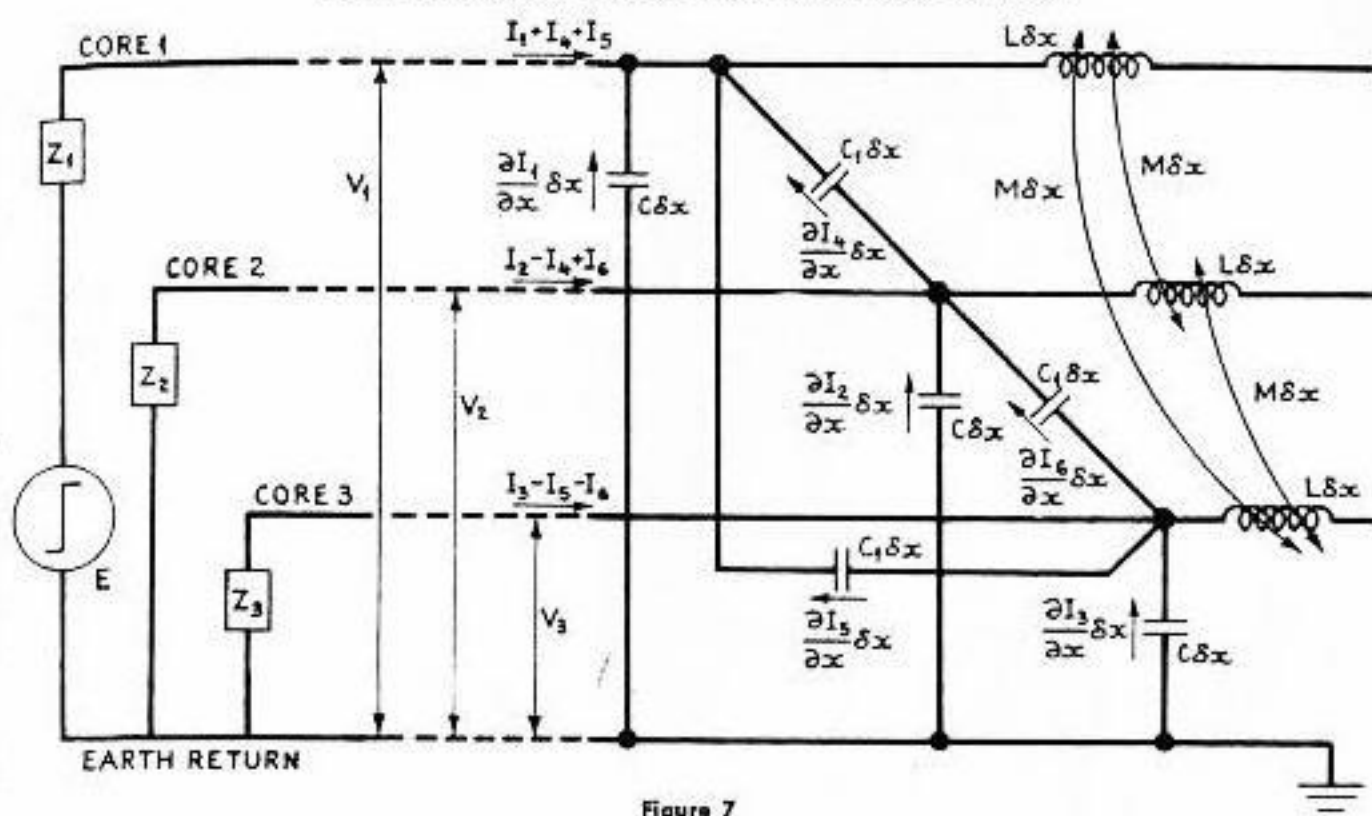 I₁+I₄+I₅
CORE 1
Lδx
Z₁
V₁
∂I₁/∂x δx
Cδx
C₁δx
Mδx
Mδx
∂I₄/∂x δx
CORE 2
I₂-I₄+I₆
Lδx
Z₂
V₂
C₁δx
∂I₂/∂x δx
Cδx
Mδx
∂I₆/∂x δx
CORE 3
I₃-I₅-I₆
Lδx
E
Z₃
V₃
C₁δx
∂I₅/∂x δx
∂I₃/∂x δx
Cδx
EARTH RETURN
Figure 7